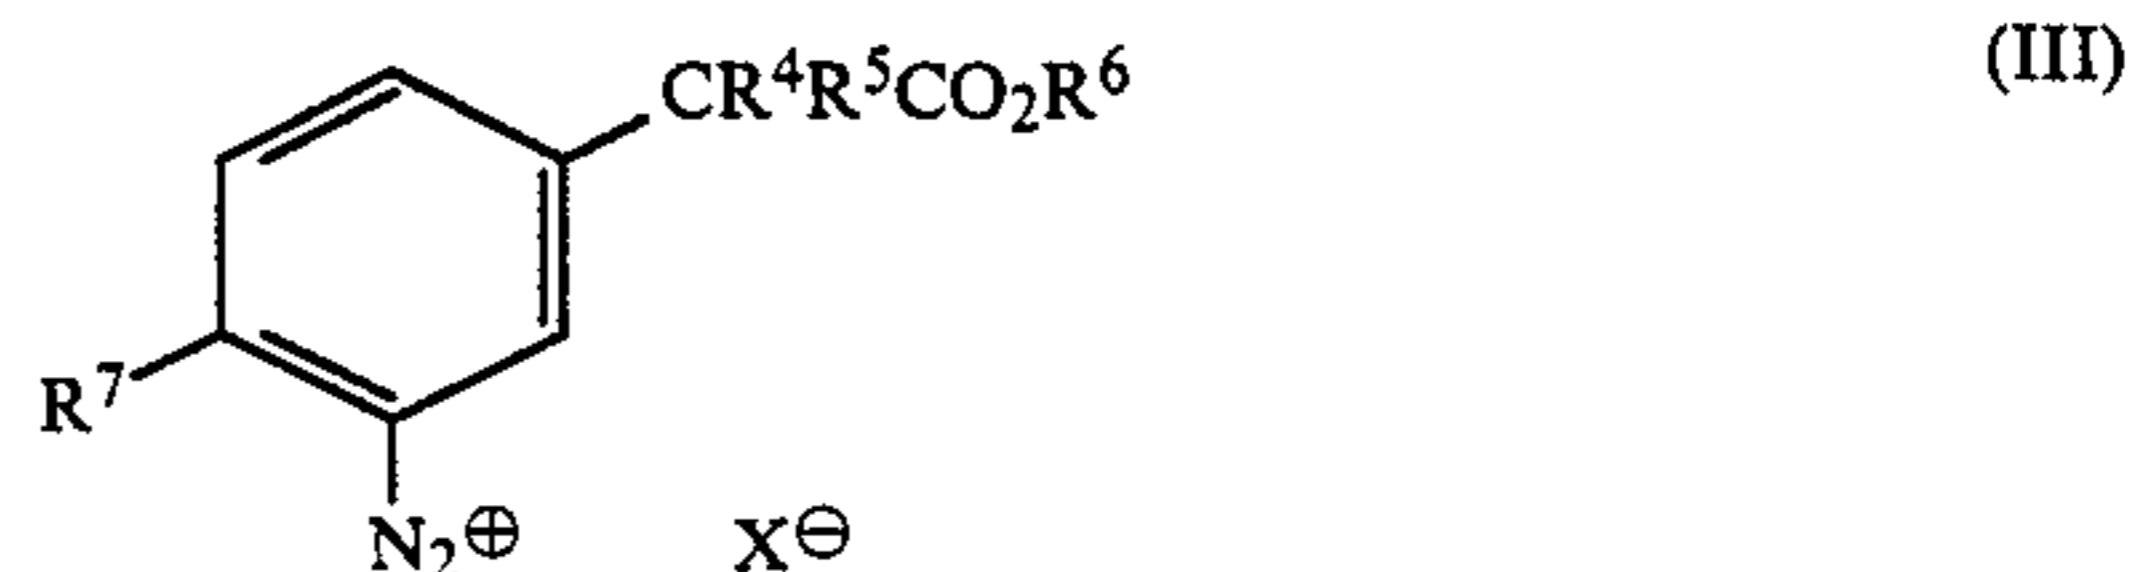 CR⁴R⁵CO₂R⁶ (III)
R⁷
N₂⊕ X⊖